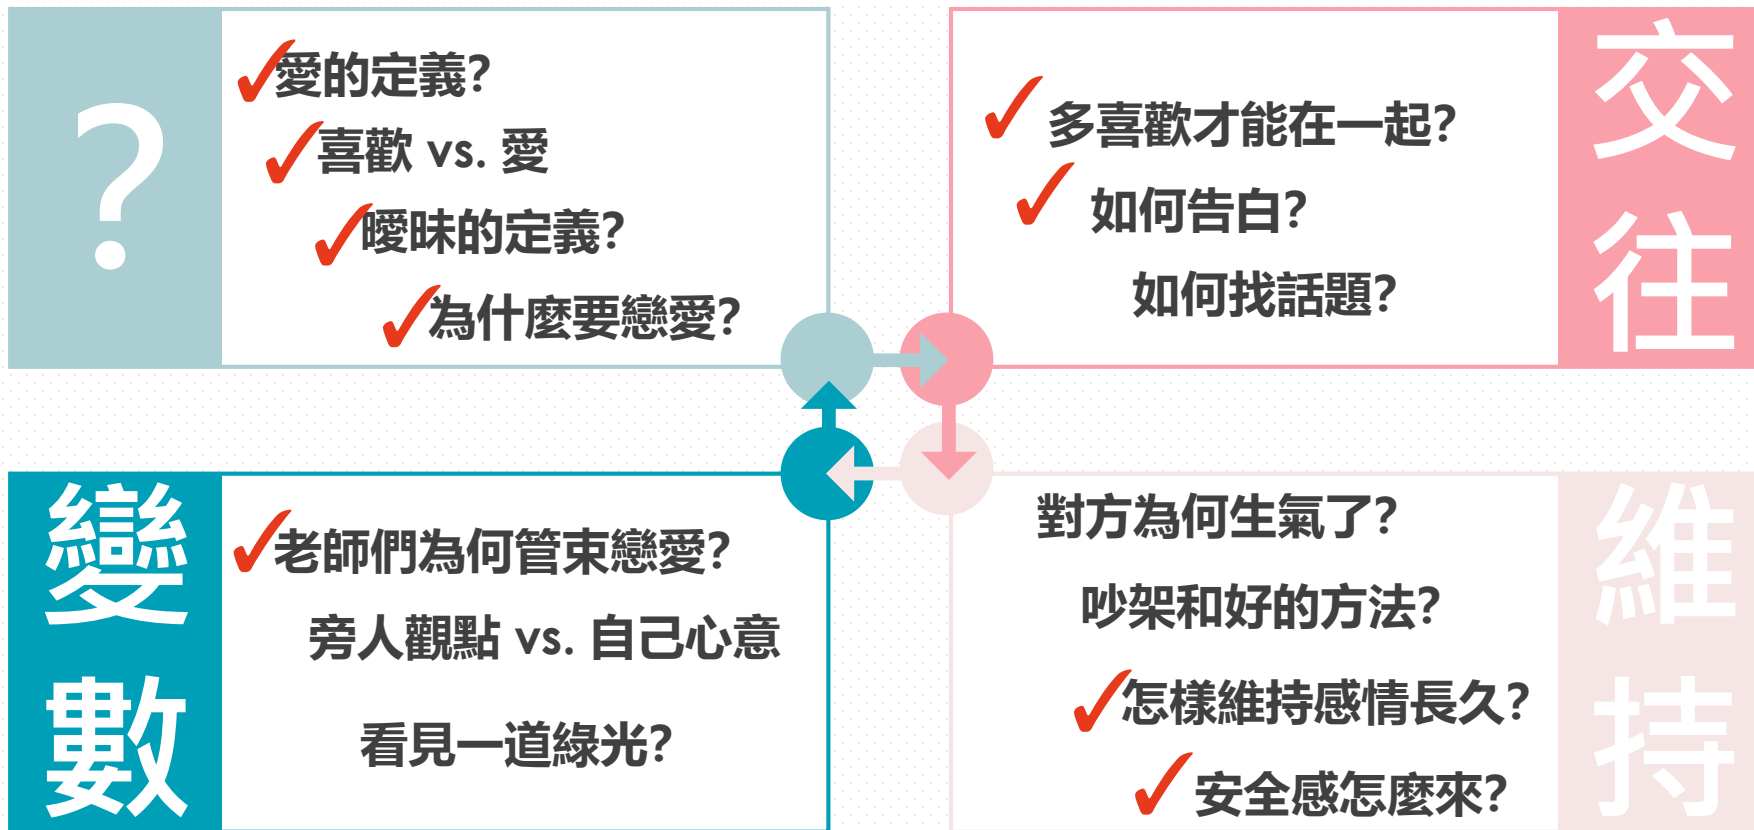 ?
愛的定義?
喜歡 vs. 愛
曖昧的定義?
為什麼要戀愛?
交往
多喜歡才能在一起?
如何告白?
如何找話題?
變數
老師們為何管束戀愛?
旁人觀點 vs. 自己心意
看見一道綠光?
維持
對方為何生氣了?
吵架和好的方法?
怎樣維持感情長久?
安全感怎麼來?